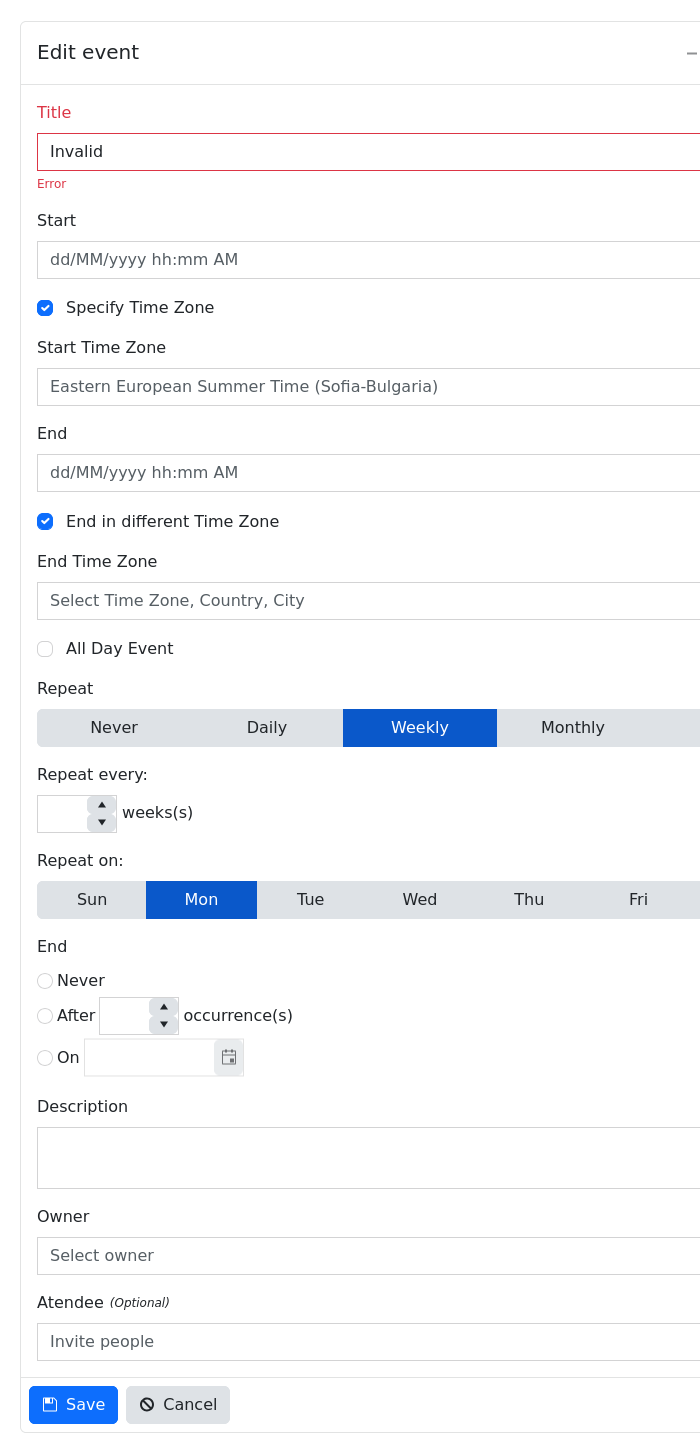 Edit event
Title
Invalid
Error
Start
dd/MM/yyyy hh:mm AM
Specify Time Zone
Start Time Zone
Eastern European Summer Time (Sofia-Bulgaria)
End
dd/MM/yyyy hh:mm AM
End in different Time Zone
End Time Zone
Select Time Zone, Country, City
All Day Event
Repeat
Never Daily Weekly Monthly
Repeat every:
weeks(s)
Repeat on:
Sun Mon Tue Wed Thu Fri
End
Never
After occurrence(s)
On
Description
Owner
Select owner
Atendee (Optional)
Invite people
Save Cancel